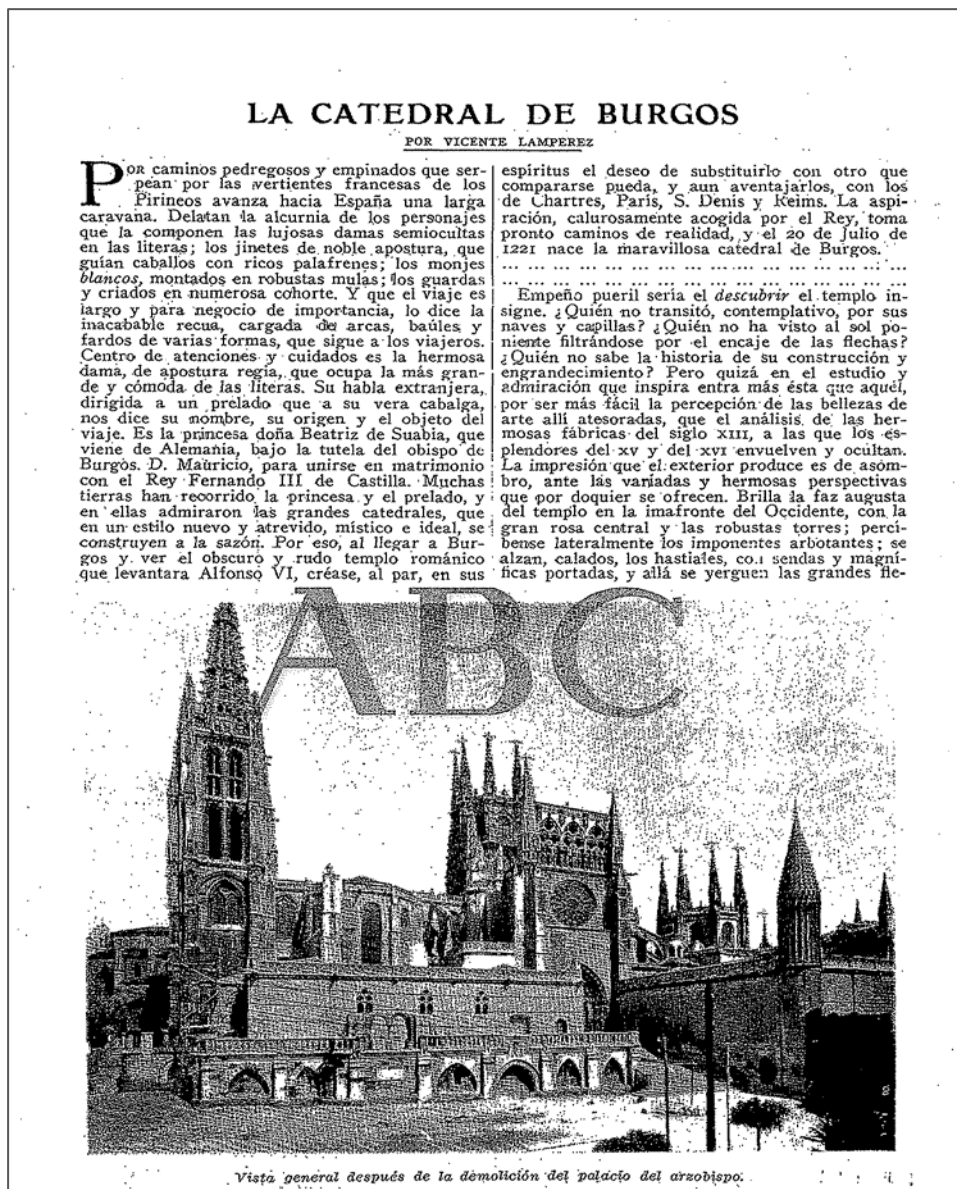 LA CATEDRAL DE BURGOS
POR VICENTE LAMPEREZ
POR caminos pedregosos y empinados que ser-
pean por las vertientes francesas de los
Pirineos avanza hacia España una larga
caravana. Delatan la alcurnia de los personajes
que la componen las lujosas damas semiocultas
en las literas; los jinetes de noble apostura, que
guían caballos con ricos palafrenes; los monjes
blancos, montados en robustas mulas; los guardas
y criados en numerosa cohorte. Y que el viaje es
largo y para negocio de importancia, lo dice la
inacabable recua, cargada de arcas, baúles y
fardos de varias formas, que sigue a los viajeros.
Centro de atenciones y cuidados es la hermosa
dama, de apostura regia, que ocupa la más gran-
de y cómoda de las literas. Su habla extranjera,
dirigida a un prelado que a su vera cabalga,
nos dice su nombre, su origen y el objeto del
viaje. Es la princesa doña Beatriz de Suabia, que
viene de Alemania, bajo la tutela del obispo de
Burgos. D. Mauricio, para unirse en matrimonio
con el Rey Fernando III de Castilla. Muchas
tierras han recorrido la princesa y el prelado, y
en ellas admiraron las grandes catedrales, que
en un estilo nuevo y atrevido, místico e ideal, se
construyen a la sazón. Por eso, al llegar a Bur-
gos y ver el obscuro y rudo templo románico
que levantara Alfonso VI, créase, al par, en sus
espíritus el deseo de substituirlo con otro que
compararse pueda, y aun aventajarlos, con los
de Chartres, París, S. Denis y Reims. La aspi-
ración, calurosamente acogida por el Rey, toma
pronto caminos de realidad, y el 20 de Julio de
1221 nace la maravillosa catedral de Burgos.
... ... ... ... ... ... ... ... ... ... ... ... ... ...
... ... ... ... ... ... ... ... ... ... ... ... ... ...
Empeño pueril sería el descubrir el templo in-
signe. ¿Quién no transitó, contemplativo, por sus
naves y capillas? ¿Quién no ha visto al sol po-
niente filtrándose por el encaje de las flechas?
¿Quién no sabe la historia de su construcción y
engrandecimiento? Pero quizá en el estudio y
admiración que inspira entra más ésta que aquél,
por ser más fácil la percepción de las bellezas de
arte allí atesoradas, que el análisis de las her-
mosas fábricas del siglo XIII, a las que los es-
plendores del XV y del XVI envuelven y ocultan.
La impresión que el exterior produce es de asom-
bro, ante las variadas y hermosas perspectivas
que por doquier se ofrecen. Brilla la faz augusta
del templo en la imafronte del Occidente, con la
gran rosa central y las robustas torres; percí-
bense lateralmente los imponentes arbotantes; se
alzan, calados, los hastiales, con sendas y magní-
ficas portadas, y allá se yerguen las grandes fle-
ABC
Vista general después de la demolición del palacio del arzobispo.